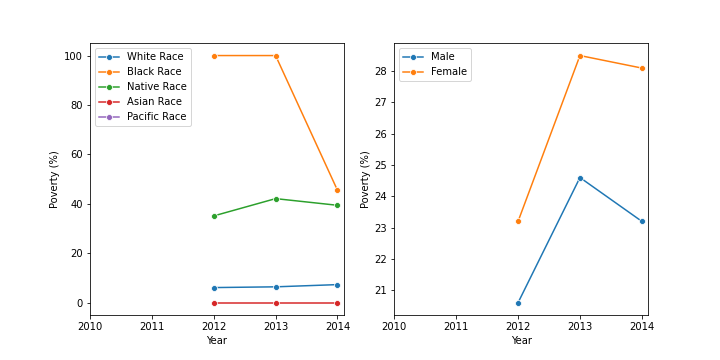 White Race
Black Race
Native Race
Asian Race
Pacific Race
Poverty (%)
100
80
60
40
20
0
2010 2011 2012 2013 2014
Year
Male
Female
Poverty (%)
28
27
26
25
24
23
22
21
2010 2011 2012 2013 2014
Year